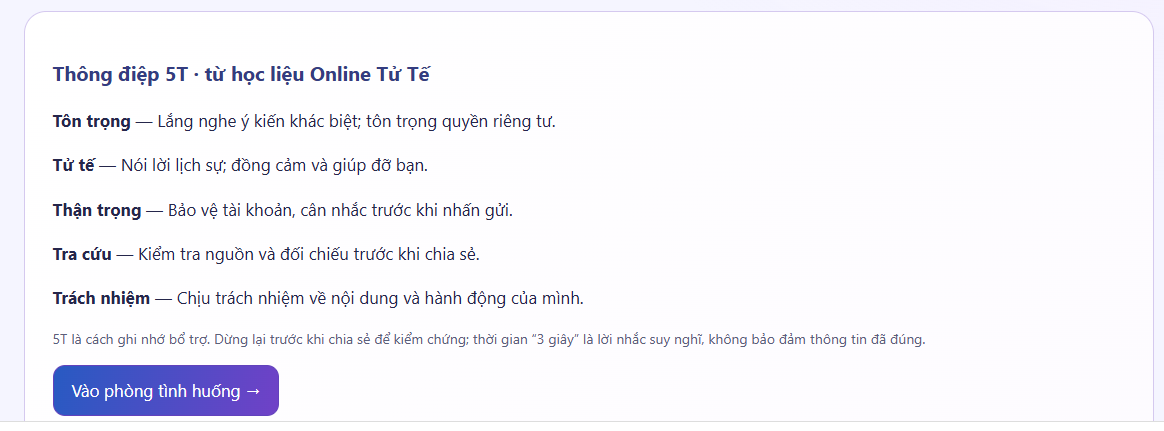 Thông điệp 5T · từ học liệu Online Tử Tế
Tôn trọng — Lắng nghe ý kiến khác biệt; tôn trọng quyền riêng tư.
Tử tế — Nói lời lịch sự; đồng cảm và giúp đỡ bạn.
Thận trọng — Bảo vệ tài khoản, cân nhắc trước khi nhấn gửi.
Tra cứu — Kiểm tra nguồn và đối chiếu trước khi chia sẻ.
Trách nhiệm — Chịu trách nhiệm về nội dung và hành động của mình.
5T là cách ghi nhớ bổ trợ. Dừng lại trước khi chia sẻ để kiểm chứng; thời gian “3 giây” là lời nhắc suy nghĩ, không bảo đảm thông tin đã đúng.
Vào phòng tình huống →